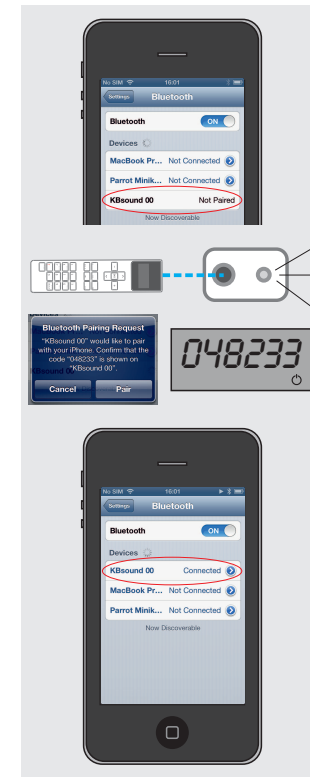 No SIM 16:01
Settings Bluetooth
Bluetooth ON
Devices
MacBook Pr... Not Connected
Parrot Minik... Not Connected
KBsound 00 Not Paired
Now Discoverable
Bluetooth Pairing Request
"KBsound 00" would like to pair
with your iPhone. Confirm that the
code "048233" is shown on
"KBsound 00".
Cancel Pair
048233
No SIM 15:01
Settings Bluetooth
Bluetooth ON
Devices
KBsound 00 Connected
MacBook Pr... Not Connected
Parrot Minik... Not Connected
Now Discoverable